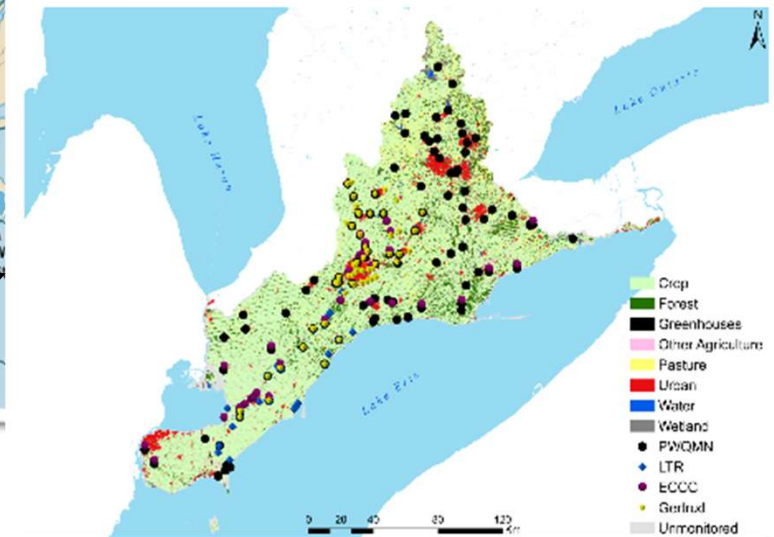 N
Lake Huron
Lake Ontario
Lake Erie
Crop
Forest
Greenhouses
Other Agriculture
Pasture
Urban
Water
Wetland
PWQMN
LTR
ECCC
Gertrud
Unmonitored
0 20 40 80 120
Km